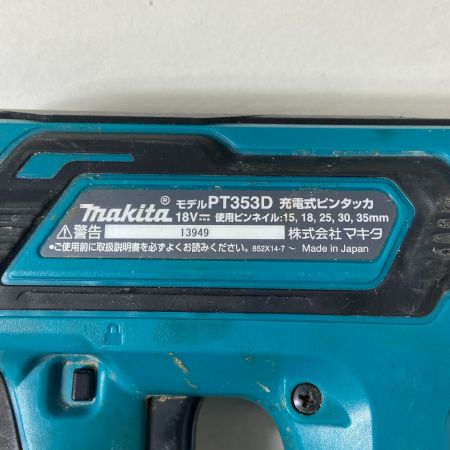 makita® モデルPT353D 充電式ピンタッカ
18V⎓ 使用ピンネイル:15, 18, 25, 30, 35mm
⚠警告 13949 株式会社マキタ
●ご使用前に取扱説明書を必ずよくお読みください。 852X14-7 ~ Made in Japan